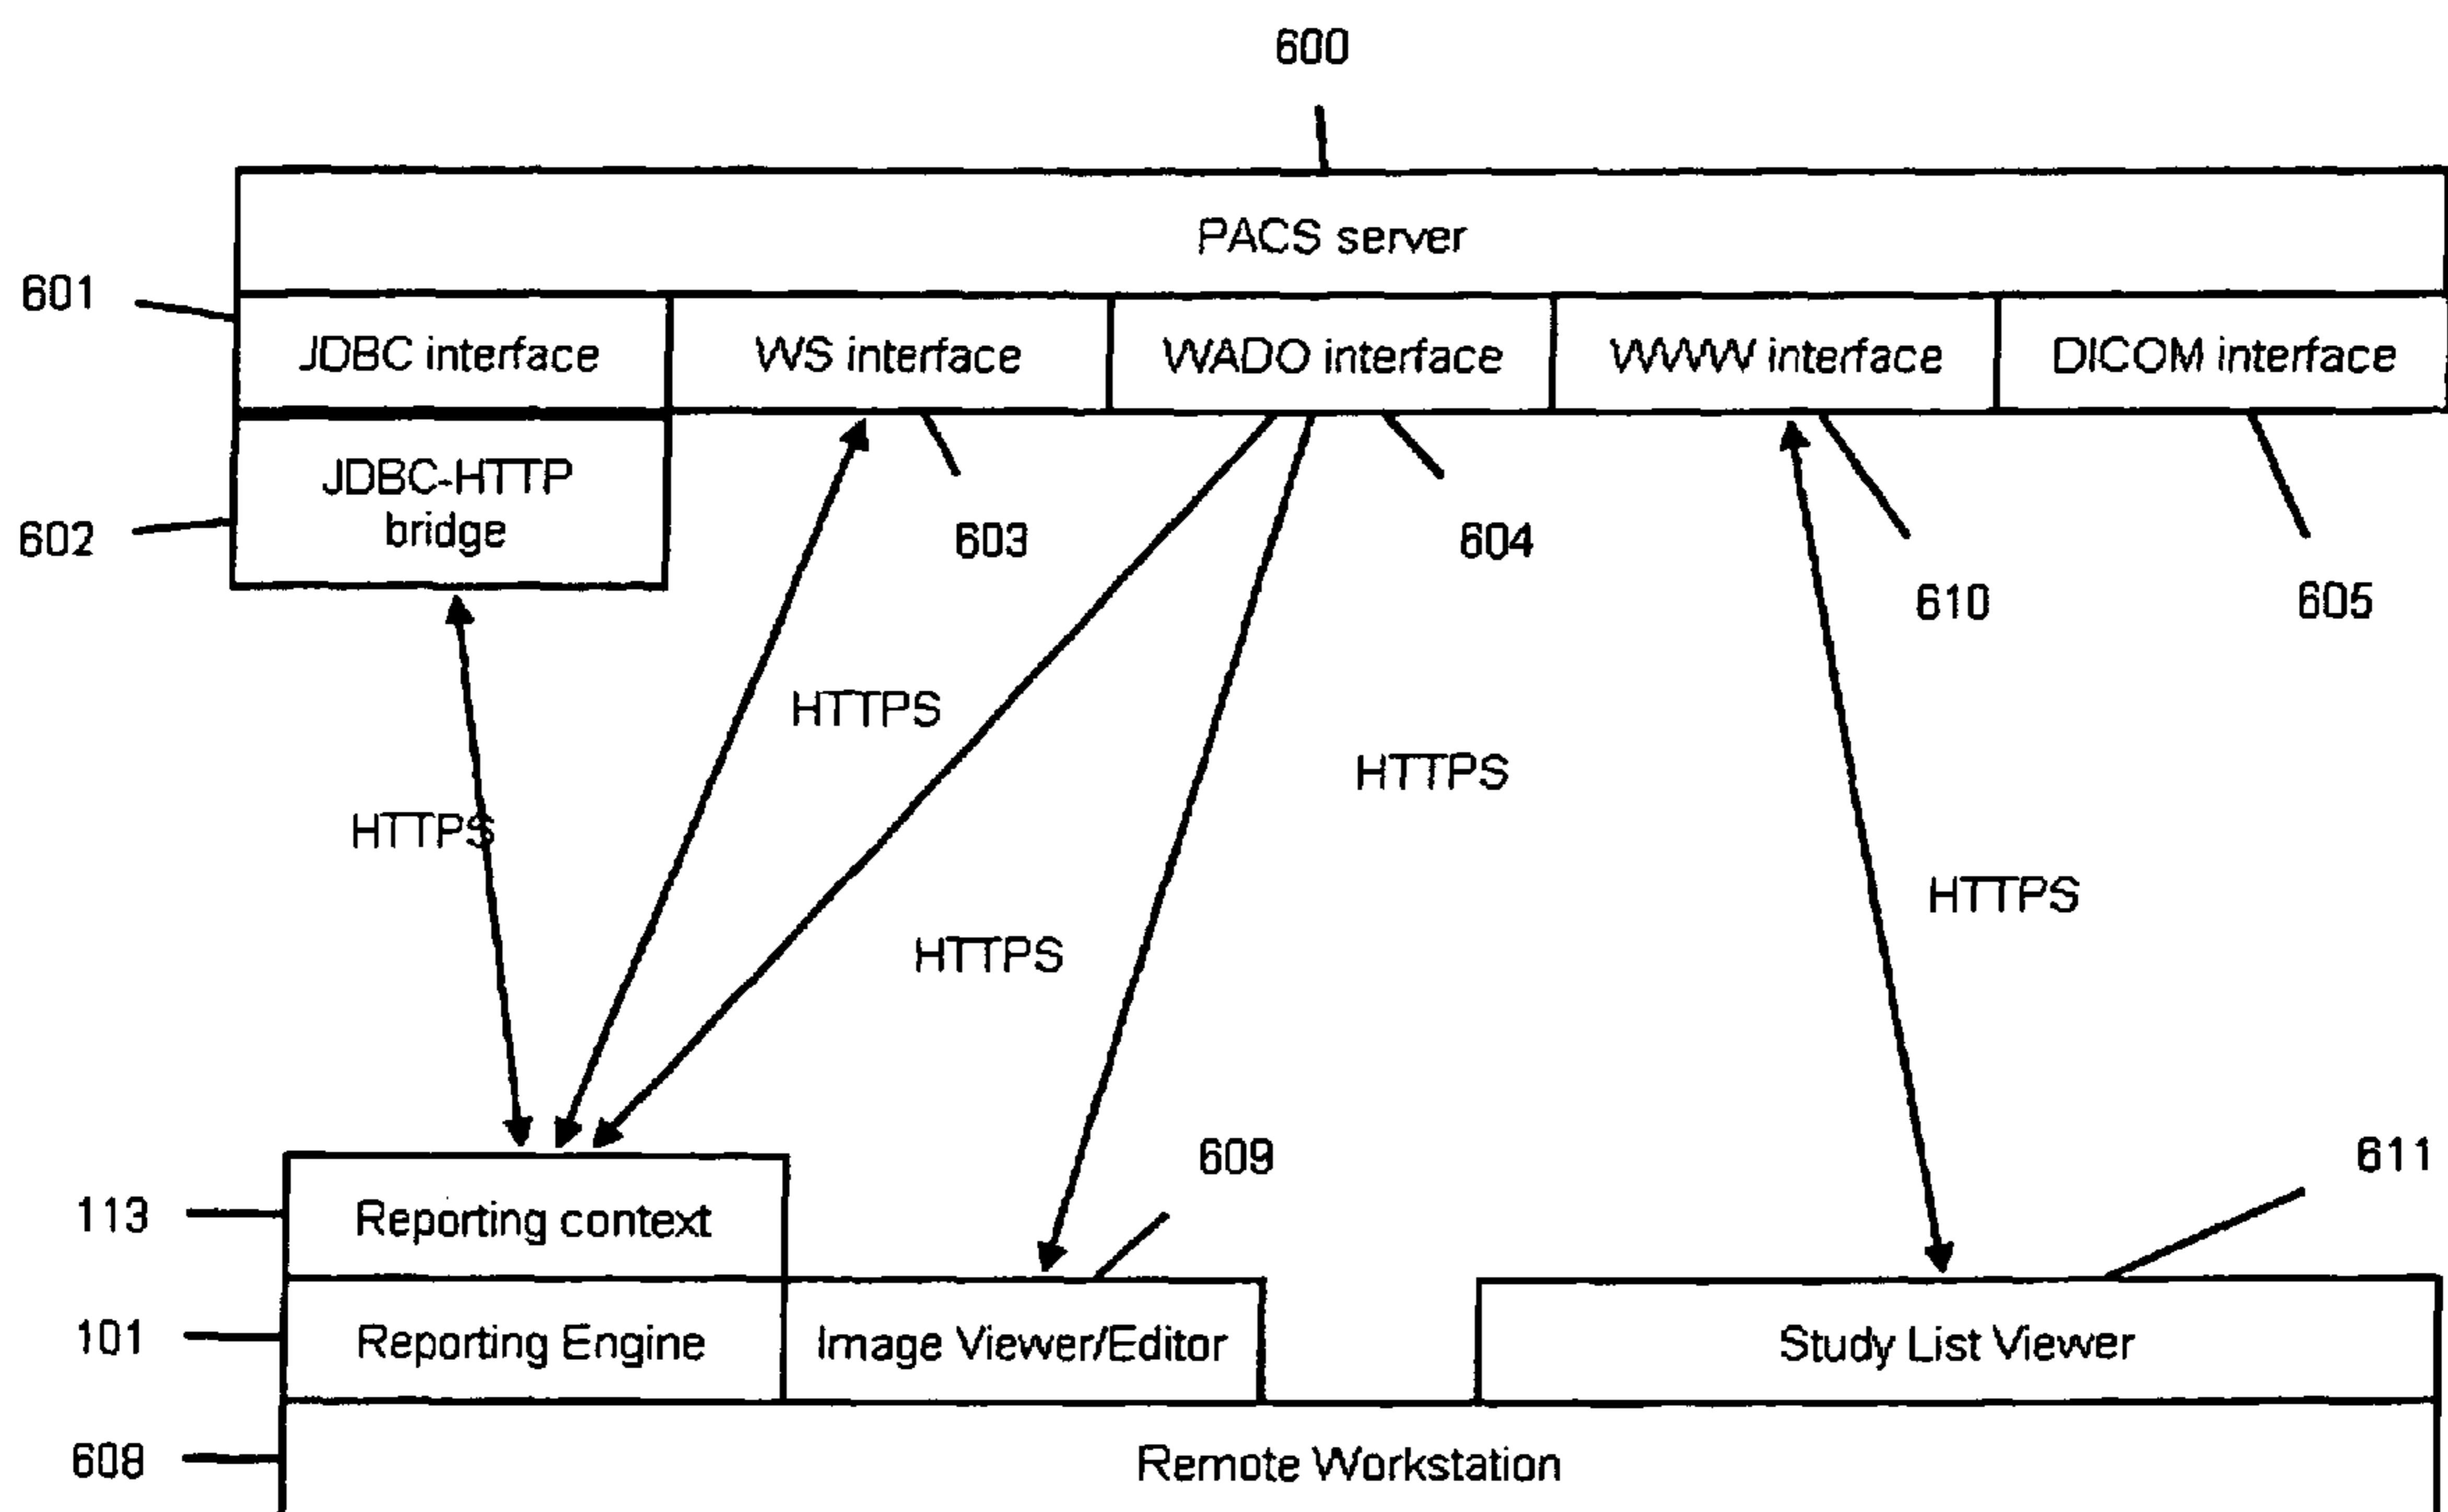 600
PACS server
601
JDBC interface
WS interface
WADO interface
WWW interface
DICOM interface
JDBC-HTTP
bridge
602
603
604
610
605
HTTPS
HTTPS
HTTPS
HTTPS
HTTPS
609
611
113
Reporting context
101
Reporting Engine
Image Viewer/Editor
Study List Viewer
608
Remote Workstation